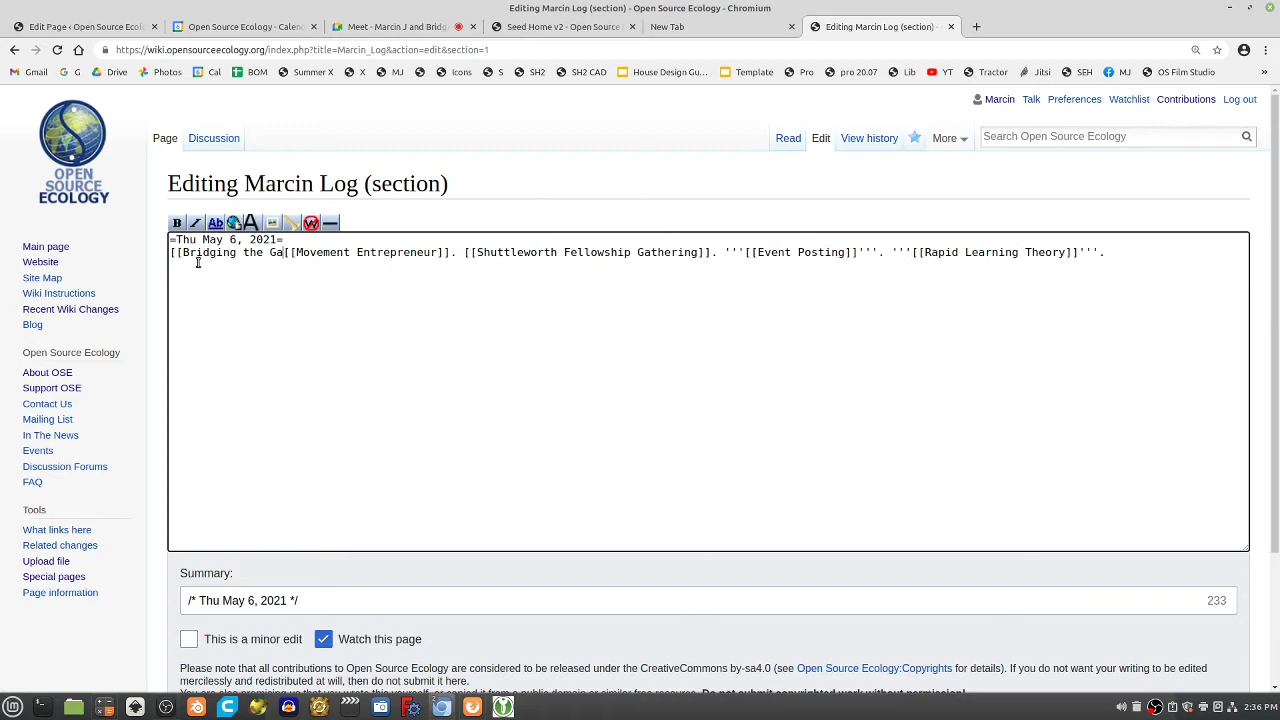 Editing Marcin Log (section) - Chromium
Edit Page ‹ Open Source Ecol
Open Source Ecology - Calen
Meet - Marcin J and Bridg
Seed Home v2 - Open Source
New Tab
Editing Marcin Log (section) -
https://wiki.opensourceecology.org/index.php?title=Marcin_Log&action=edit&section=1
Gmail G Drive Photos Cal BOM Summer X X MJ Icons S SH2 SH2 CAD House Design Gu... Template Pro pro 20.07 Lib YT Tractor Jitsi SEH MJ OS Film Studio »
Marcin Talk Preferences Watchlist Contributions Log out
Page Discussion Read Edit View history More Search Open Source Ecology
OPEN
SOURCE
ECOLOGY
Editing Marcin Log (section)
B I Ab A W
=Thu May 6, 2021=
[[Bridging the Ga[[Movement Entrepreneur]]. [[Shuttleworth Fellowship Gathering]]. '''[[Event Posting]]'''. '''[[Rapid Learning Theory]]'''.
Main page
Website
Site Map
Wiki Instructions
Recent Wiki Changes
Blog
Open Source Ecology
About OSE
Support OSE
Contact Us
Mailing List
In The News
Events
Discussion Forums
FAQ
Tools
What links here
Related changes
Upload file
Special pages
Page information
Summary:
/* Thu May 6, 2021 */ 233
This is a minor edit Watch this page
Please note that all contributions to Open Source Ecology are considered to be released under the CreativeCommons by-sa4.0 (see Open Source Ecology:Copyrights for details). If you do not want your writing to be edited
mercilessly and redistributed at will, then do not submit it here.
2:36 PM